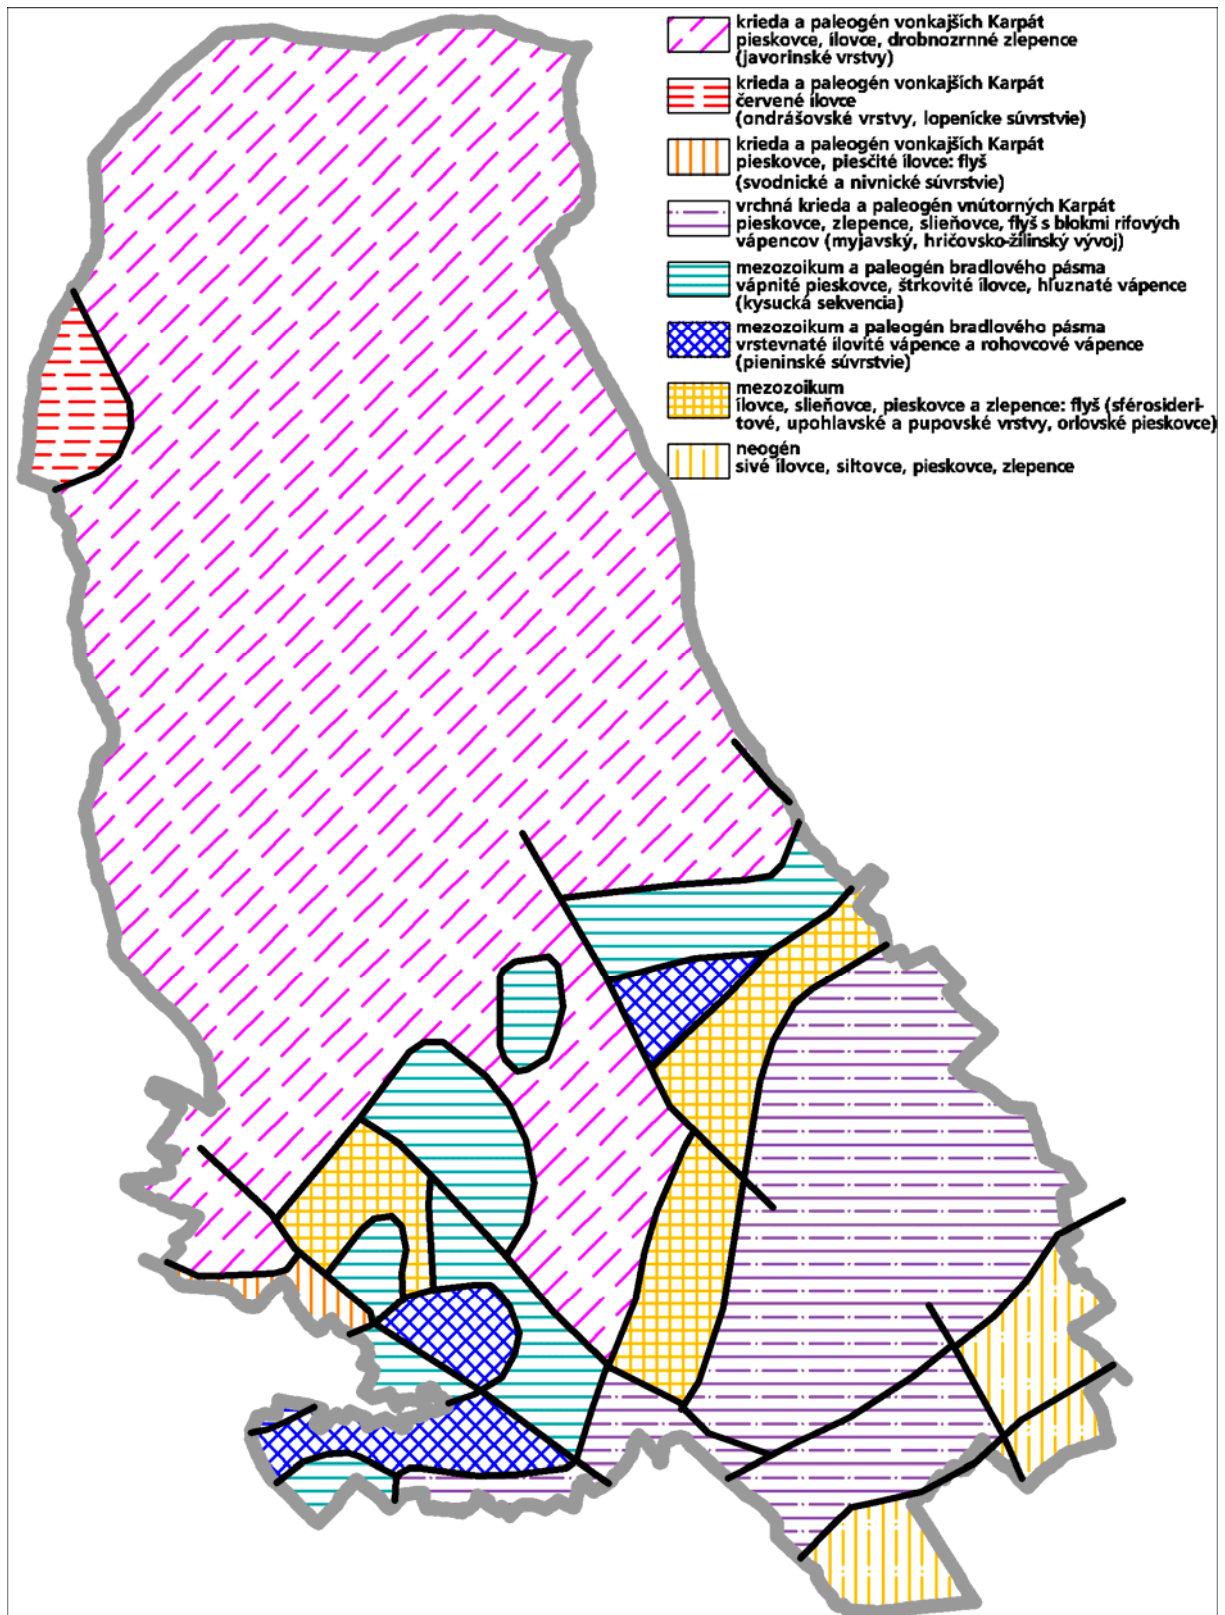 krieda a paleogén vonkajších Karpát
pieskovce, ílovce, drobnozrnné zlepence
(javorinské vrstvy)
krieda a paleogén vonkajších Karpát
červené ílovce
(ondrášovské vrstvy, lopenícke súvrstvie)
krieda a paleogén vonkajších Karpát
pieskovce, piesčité ílovce: flyš
(svodnické a nivnické súvrstvie)
vrchná krieda a paleogén vnútorných Karpát
pieskovce, zlepence, slieňovce, flyš s blokmi rifových
vápencov (myjavský, hričovsko-žilinský vývoj)
mezozoikum a paleogén bradlového pásma
vápnité pieskovce, štrkovité ílovce, hľuznaté vápence
(kysucká sekvencia)
mezozoikum a paleogén bradlového pásma
vrstevnaté ílovité vápence a rohovcové vápence
(pieninské súvrstvie)
mezozoikum
ílovce, slieňovce, pieskovce a zlepence: flyš (sférosideri-
tové, upohlavské a pupovské vrstvy, orlovské pieskovce)
neogén
sivé ílovce, siltovce, pieskovce, zlepence